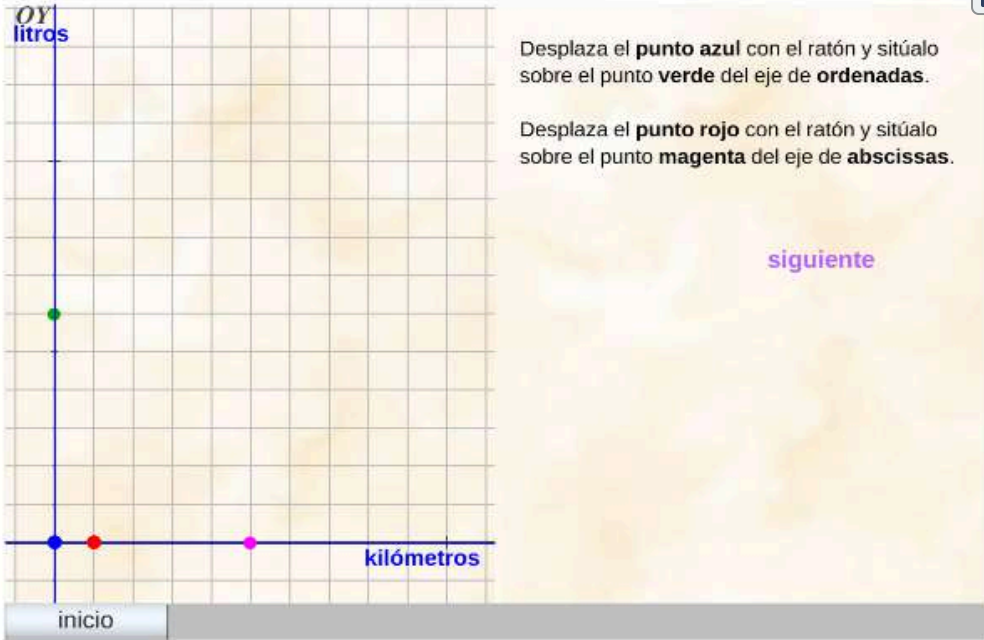 OY
litros
Desplaza el punto azul con el ratón y sitúalo
sobre el punto verde del eje de ordenadas.
Desplaza el punto rojo con el ratón y sitúalo
sobre el punto magenta del eje de abscissas.
siguiente
kilómetros
inicio